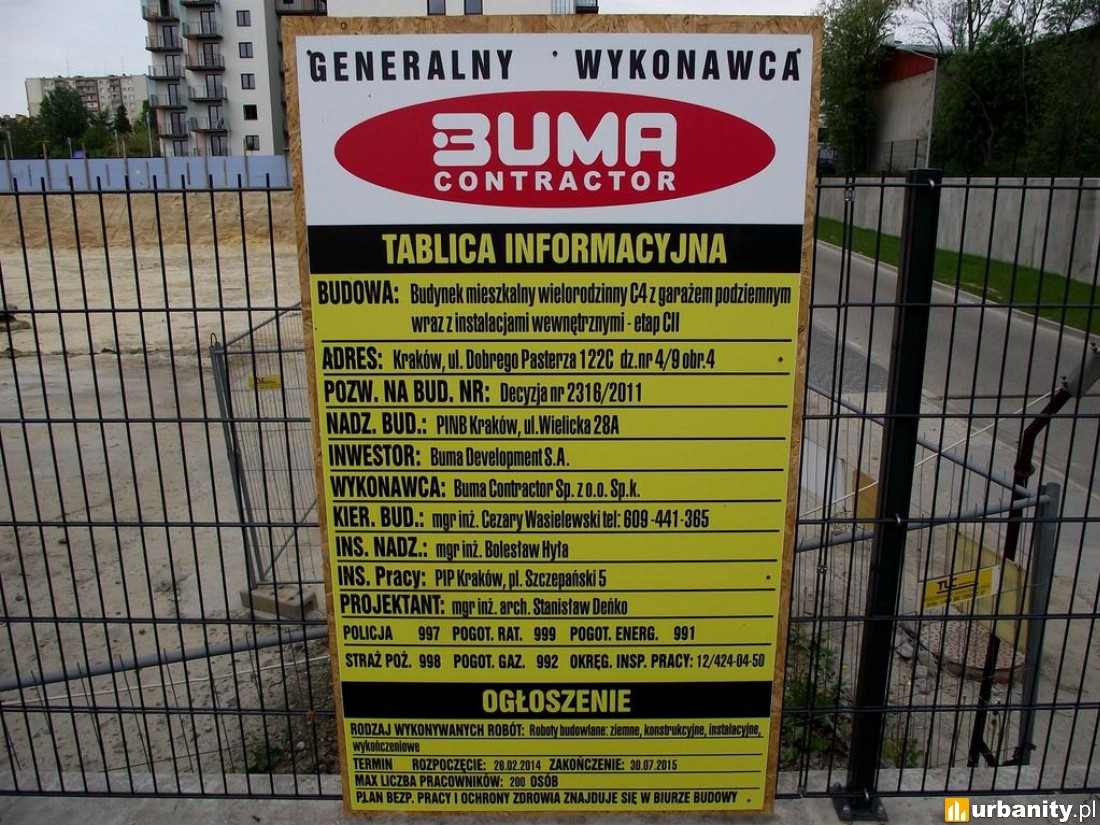 GENERALNY WYKONAWCA
BUMA
CONTRACTOR
TABLICA INFORMACYJNA
BUDOWA: Budynek mieszkalny wielorodzinny C4 z garażem podziemnym
wraz z instalacjami wewnętrznymi - etap CII
ADRES: Kraków, ul. Dobrego Pasterza 122C dz. nr 4/9 obr. 4
POZW. NA BUD. NR: Decyzja nr 2316/2011
NADZ. BUD.: PINB Kraków, ul. Wielicka 28A
INWESTOR: Buma Development S.A.
WYKONAWCA: Buma Contractor Sp. z o.o. Sp.k.
KIER. BUD.: mgr inż. Cezary Wasielewski tel: 609-441-365
INS. NADZ.: mgr inż. Bolesław Hyła
INS. Pracy: PIP Kraków, pl. Szczepański 5
PROJEKTANT: mgr inż. arch. Stanisław Deńko
POLICJA 997 POGOT. RAT. 999 POGOT. ENERG. 991
STRAŻ POŻ. 998 POGOT. GAZ. 992 OKRĘG. INSP. PRACY: 12/424-04-50
OGŁOSZENIE
RODZAJ WYKONYWANYCH ROBÓT: Roboty budowlane: ziemne, konstrukcyjne, instalacyjne,
wykończeniowe
TERMIN ROZPOCZĘCIE: 26.02.2014 ZAKOŃCZENIE: 30.07.2015
MAX LICZBA PRACOWNIKÓW: 200 OSÓB
PLAN BEZP. PRACY I OCHRONY ZDROWIA ZNAJDUJE SIĘ W BIURZE BUDOWY
TLC
urbanity.pl